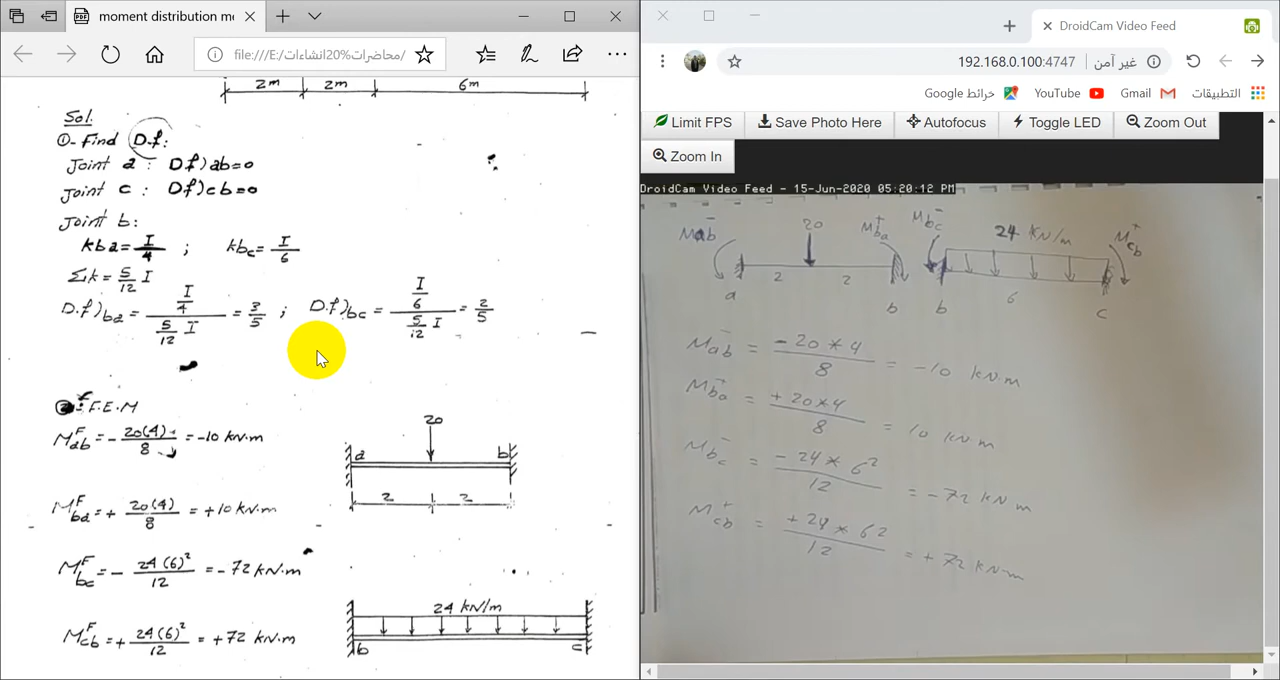 moment distribution m
file:///E:/محاضرات%20انشاءات/
2m 2m 6m
Sol.
①- Find D.f:
Joint a : D.f)ab=0
Joint c : D.f)cb=0
Joint b:
kba = I/4 ; kbc = I/6
Σk = 5/12 I
D.f)ba = (I/4)/(5/12 I) = 3/5 ; D.f)bc = (I/6)/(5/12 I) = 2/5
F.E.M
M^F ab = - 20(4)/8 = -10 kN.m
20
a b
2 2
M^F ba = + 20(4)/8 = +10 kN.m
M^F bc = - 24(6)²/12 = -72 kN.m
24 kN/m
M^F cb = + 24(6)²/12 = +72 kN.m
b c
DroidCam Video Feed
192.168.0.100:4747 غير آمن
خرائط Google YouTube Gmail التطبيقات
Limit FPS Save Photo Here Autofocus Toggle LED Zoom Out
Zoom In
DroidCam Video Feed - 15-Jun-2020 05:20:12 PM
Mab⁻ 20 Mba⁺ Mbc⁻ 24 KN/m Mcb⁺
2 2 6
a b b c
Mab⁻ = -20*4/8 = -10 kN.m
Mba⁻ = +20*4/8 = 10 kN.m
Mbc⁻ = -24*6²/12 = -72 kN.m
Mcb⁺ = +24*6²/12 = +72 kN.m